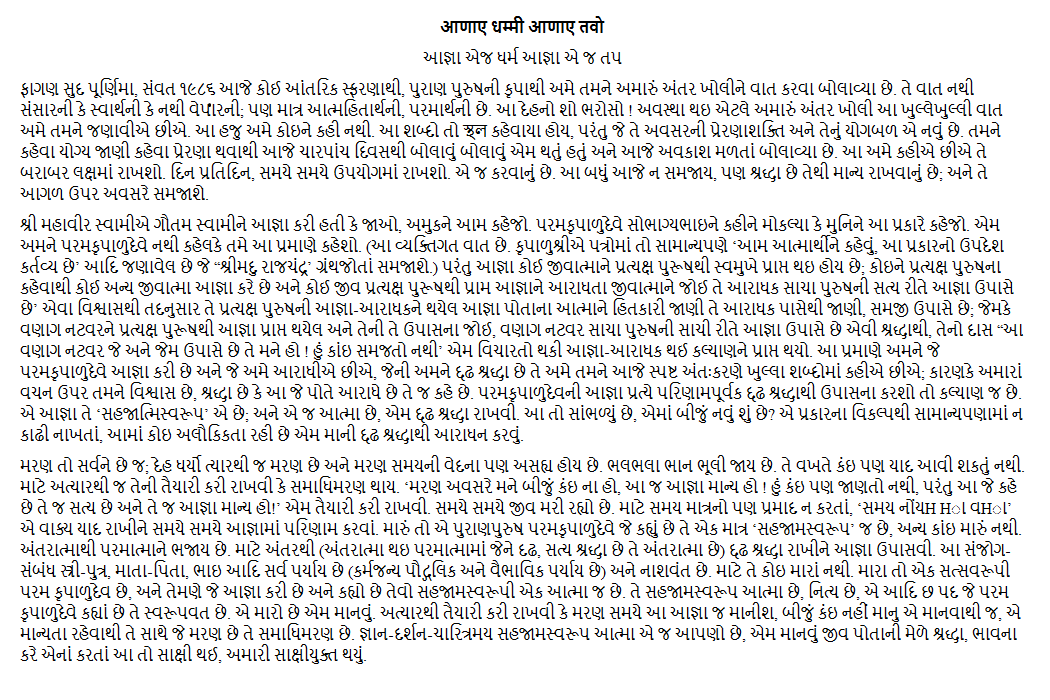 आणाए धम्मी आणाए तवो
આજ્ઞા એજ ધર્મ આજ્ઞા એ જ તપ
ફાગણ સુદ પૂર્ણિમા, સંવત ૧૯૮૬ આજે કોઈ આંતરિક સ્ફરણાથી, પુરાણ પુરુષની કૃપાથી અમે તમને અમારું અંતર ખોલીને વાત કરવા બોલાવ્યા છે. તે વાત નથી
સંસારની કે સ્વાર્થની કે નથી વેપારની; પણ માત્ર આત્મહિતાર્થની, પરમાર્થની છે. આ દેહનો શો ભરોસો ! અવસ્થા થઇ એટલે અમારું અંતર ખોલી આ ખુલ્લેખુલ્લી વાત
અમે તમને જણાવીએ છીએ. આ હજુ અમે કોઇને કહી નથી. આ શબ્દો તો કહેવાયા હોય, પરંતુ જે તે અવસરની પ્રેરણાશક્તિ અને તેનું યોગબળ એ નવું છે. તમને
કહેવા યોગ્ય જાણી કહેવા પ્રેરણા થવાથી આજે ચારપાંચ દિવસથી બોલાવું બોલાવું એમ થતું હતું અને આજે અવકાશ મળતાં બોલાવ્યા છે. આ અમે કહીએ છીએ તે
બરાબર લક્ષમાં રાખશો. દિન પ્રતિદિન, સમયે સમયે ઉપયોગમાં રાખશો. એ જ કરવાનું છે. આ બધું આજે ન સમજાય, પણ શ્રદ્ધા છે તેથી માન્ય રાખવાનું છે; અને તે
આગળ ઉપર અવસરે સમજાશે.
શ્રી મહાવીર સ્વામીએ ગૌતમ સ્વામીને આજ્ઞા કરી હતી કે જાઓ, અમુકને આમ કહેજો. પરમકૃપાળુદેવે સોભાગ્યભાઇને કહીને મોકલ્યા કે મુનિને આ પ્રકારે કહેજો. એમ
અમને પરમકૃપાળુદેવે નથી કહેલકે તમે આ પ્રમાણે કહેશો. (આ વ્યક્તિગત વાત છે. કૃપાળુશ્રીએ પત્રોમાં તો સામાન્યપણે ‘આમ આત્માર્થીને કહેવું, આ પ્રકારનો ઉપદેશ
કર્તવ્ય છે’ આદિ જણાવેલ છે જે “શ્રીમદુ રાજચંદ્ર’ ગ્રંથજોતાં સમજાશે.) પરંતુ આજ્ઞા કોઈ જીવાત્માને પ્રત્યક્ષ પુરૂષથી સ્વમુખે પ્રાપ્ત થઇ હોય છે; કોઇને પ્રત્યક્ષ પુરુષના
કહેવાથી કોઈ અન્ય જીવાત્મા આજ્ઞા કરે છે અને કોઈ જીવ પ્રત્યક્ષ પુરૂષથી પ્રામ આજ્ઞાને આરાધતા જીવાત્માને જોઈ તે આરાધક સાચા પુરુષની સત્ય રીતે આજ્ઞા ઉપાસે
છે’ એવા વિશ્વાસથી તદનુસાર તે પ્રત્યક્ષ પુરુષની આજ્ઞા-આરાધકને થયેલ આજ્ઞા પોતાના આત્માને હિતકારી જાણી તે આરાધક પાસેથી જાણી, સમજી ઉપાસે છે; જેમકે
વણાગ નટવરને પ્રત્યક્ષ પુરૂષથી આજ્ઞા પ્રાપ્ત થયેલ અને તેની તે ઉપાસના જોઈ, વણાગ નટવર સાચા પુરુષની સાચી રીતે આજ્ઞા ઉપાસે છે એવી શ્રદ્ધાથી, તેનો દાસ “આ
વણાગ નટવર જે અને જેમ ઉપાસે છે તે મને હો ! હું કાંઇ સમજતો નથી’ એમ વિચારતો થકી આજ્ઞા-આરાધક થઈ કલ્યાણને પ્રાપ્ત થયો. આ પ્રમાણે અમને જે
પરમકૃપાળુદેવે આજ્ઞા કરી છે અને જે અમે આરાધીએ છીએ, જેની અમને દ્દઢ શ્રદ્ધા છે તે અમે તમને આજે સ્પષ્ટ અંતઃકરણે ખુલ્લા શબ્દોમાં કહીએ છીએ; કારણકે અમારાં
વચન ઉપર તમને વિશ્વાસ છે, શ્રદ્ધા છે કે આ જે પોતે આરાધે છે તે જ કહે છે. પરમકૃપાળુદેવની આજ્ઞા પ્રત્યે પરિણામપૂર્વક દ્દઢ શ્રદ્ધાથી ઉપાસના કરશો તો કલ્યાણ જ છે.
એ આજ્ઞા તે ‘સહજાત્મિસ્વરૂપ’ એ છે; અને એ જ આત્મા છે, એમ દ્દઢ શ્રદ્ધા રાખવી. આ તો સાંભળ્યું છે, એમાં બીજું નવું શું છે? એ પ્રકારના વિકલ્પથી સામાન્યપણામાં ન
કાઢી નાખતાં, આમાં કોઇ અલૌકિકતા રહી છે એમ માની દ્દઢ શ્રદ્ધાથી આરાધન કરવું.
મરણ તો સર્વને છે જ; દેહ ધર્યો ત્યારથી જ મરણ છે અને મરણ સમયની વેદના પણ અસહ્ય હોય છે. ભલભલા ભાન ભૂલી જાય છે. તે વખતે કંઇ પણ યાદ આવી શકતું નથી.
માટે અત્યારથી જ તેની તૈયારી કરી રાખવી કે સમાધિમરણ થાય. ‘મરણ અવસરે મને બીજું કંઇ ના હો, આ જ આજ્ઞા માન્ય હો ! હું કંઇ પણ જાણતો નથી, પરંતુ આ જે કહે
છે તે જ સત્ય છે અને તે જ આજ્ઞા માન્ય હો!’ એમ તૈયારી કરી રાખવી. સમયે સમયે જીવ મરી રહ્યો છે. માટે સમય માત્રનો પણ પ્રમાદ ન કરતાં,
એ વાક્ય યાદ રાખીને સમયે સમયે આજ્ઞામાં પરિણામ કરવાં. મારું તો એ પુરાણપુરુષ પરમકૃપાળુદેવે જે કહ્યું છે તે એક માત્ર ‘સહજામસ્વરૂપ’ જ છે, અન્ય કાંઇ મારું નથી.
અંતરાત્માથી પરમાત્માને ભજાય છે. માટે અંતરથી (અંતરાત્મા થઇ પરમાત્મામાં જેને દઢ, સત્ય શ્રદ્ધા છે તે અંતરાત્મા છે) દ્દઢ શ્રદ્ધા રાખીને આજ્ઞા ઉપાસવી. આ સંજોગ-
સંબંધ સ્ત્રી-પુત્ર, માતા-પિતા, ભાઇ આદિ સર્વ પર્યાય છે (કર્મજન્ય પૌદ્ગલિક અને વૈભાવિક પર્યાય છે) અને નાશવંત છે. માટે તે કોઇ મારાં નથી. મારા તો એક સત્સવરૂપી
પરમ કૃપાળુદેવ છે, અને તેમણે જે આજ્ઞા કરી છે અને કહ્યો છે તેવો સહજામસ્વરૂપી એક આત્મા જ છે. તે સહજામસ્વરૂપ આત્મા છે, નિત્ય છે, એ આદિ છ પદ જે પરમ
કૃપાળુદેવે કહ્યાં છે તે સ્વરૂપવત છે. એ મારો છે એમ માનવું. અત્યારથી તૈયારી કરી રાખવી કે મરણ સમયે આ આજ્ઞા જ માનીશ, બીજું કંઇ નહીં માનુ એ માનવાથી જ, એ
માન્યતા રહેવાથી તે સાથે જે મરણ છે તે સમાધિમરણ છે. જ્ઞાન-દર્શન-ચારિત્રમય સહજામસ્વરૂપ આત્મા એ જ આપણો છે, એમ માનવું જીવ પોતાની મેળે શ્રદ્ધા, ભાવના
કરે એનાં કરતાં આ તો સાક્ષી થઈ, અમારી સાક્ષીયુક્ત થયું.